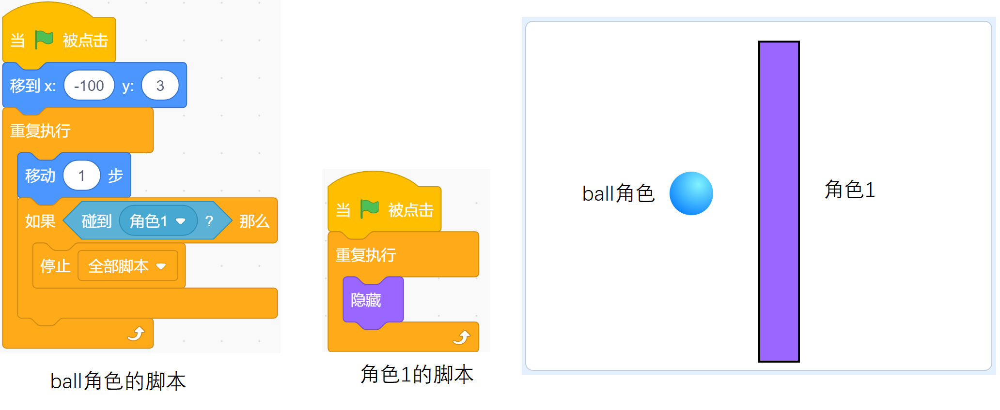 当 被点击
移到 x: -100 y: 3
重复执行
移动 1 步
如果 碰到 角色1 ? 那么
停止 全部脚本
ball角色的脚本
当 被点击
重复执行
隐藏
角色1的脚本
ball角色
角色1